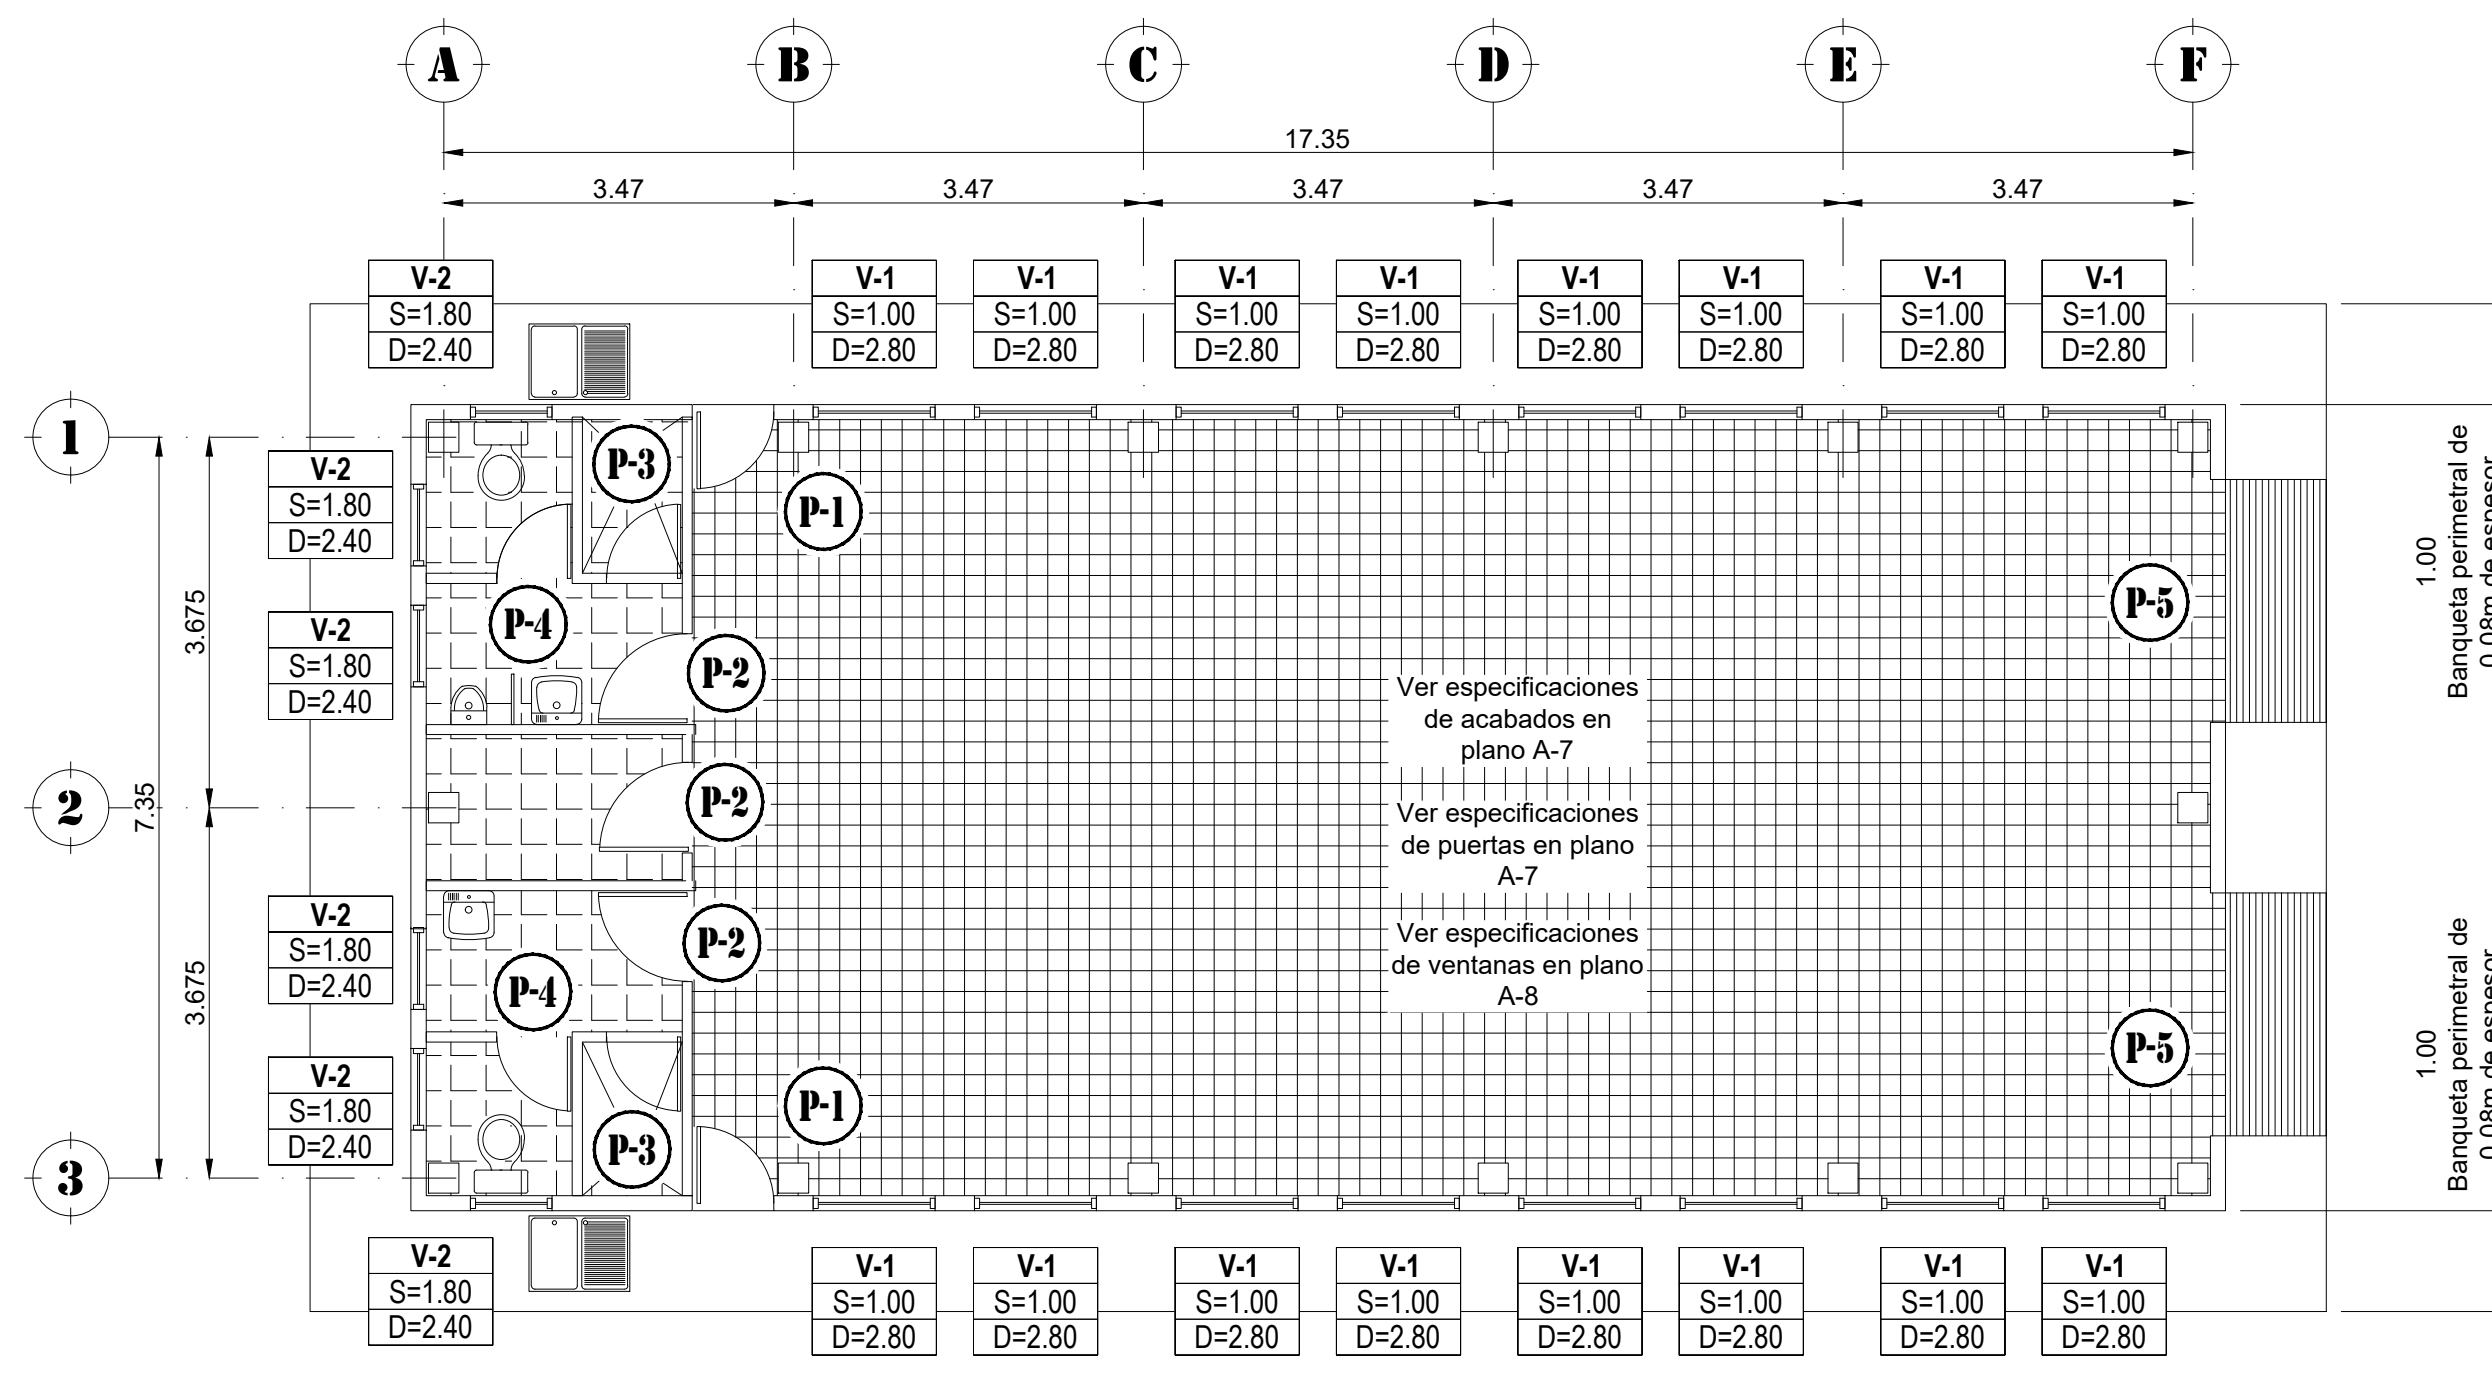 A B C D E F
17.35
3.47 3.47 3.47 3.47 3.47
V-2 V-1 V-1 V-1 V-1 V-1 V-1 V-1 V-1
S=1.80 S=1.00 S=1.00 S=1.00 S=1.00 S=1.00 S=1.00 S=1.00 S=1.00
D=2.40 D=2.80 D=2.80 D=2.80 D=2.80 D=2.80 D=2.80 D=2.80 D=2.80
1
V-2
S=1.80
D=2.40
P-3
P-1
3.675
V-2
S=1.80
D=2.40
P-4
P-2
P-5
1.00
Banqueta perimetral de
0.08m de espesor
Ver especificaciones
de acabados en
plano A-7
2
7.35
P-2
Ver especificaciones
de puertas en plano
A-7
3.675
V-2
S=1.80
D=2.40
P-2
P-4
Ver especificaciones
de ventanas en plano
A-8
V-2
S=1.80
D=2.40
P-1
P-5
1.00
Banqueta perimetral de
0.08m de espesor
3
P-3
V-2 V-1 V-1 V-1 V-1 V-1 V-1 V-1 V-1
S=1.80 S=1.00 S=1.00 S=1.00 S=1.00 S=1.00 S=1.00 S=1.00 S=1.00
D=2.40 D=2.80 D=2.80 D=2.80 D=2.80 D=2.80 D=2.80 D=2.80 D=2.80